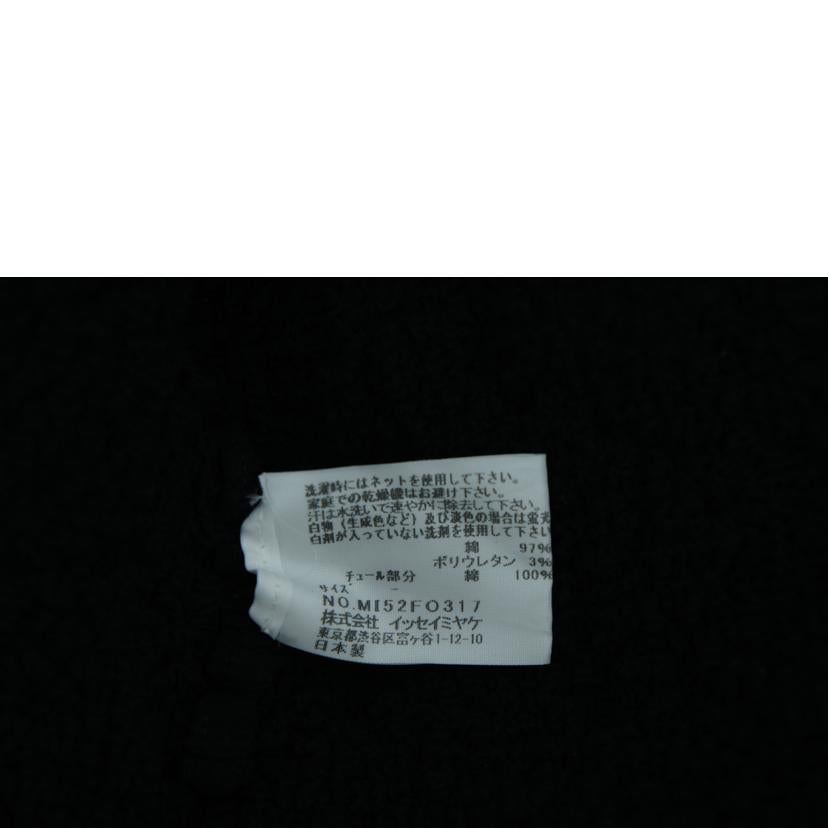 洗濯時にはネットを使用して下さい。
家庭での乾燥機はお避け下さい。
汗は水洗いで速やかに除去して下さい。
白物（生成色など）及び淡色の場合は蛍光
白剤が入っていない洗剤を使用して下さい
綿 97%
ポリウレタン 3%
チュール部分 綿 100%
サイズ -
NO.MI52FO317
株式会社 イッセイミヤケ
東京都渋谷区富ヶ谷1-12-10
日本製